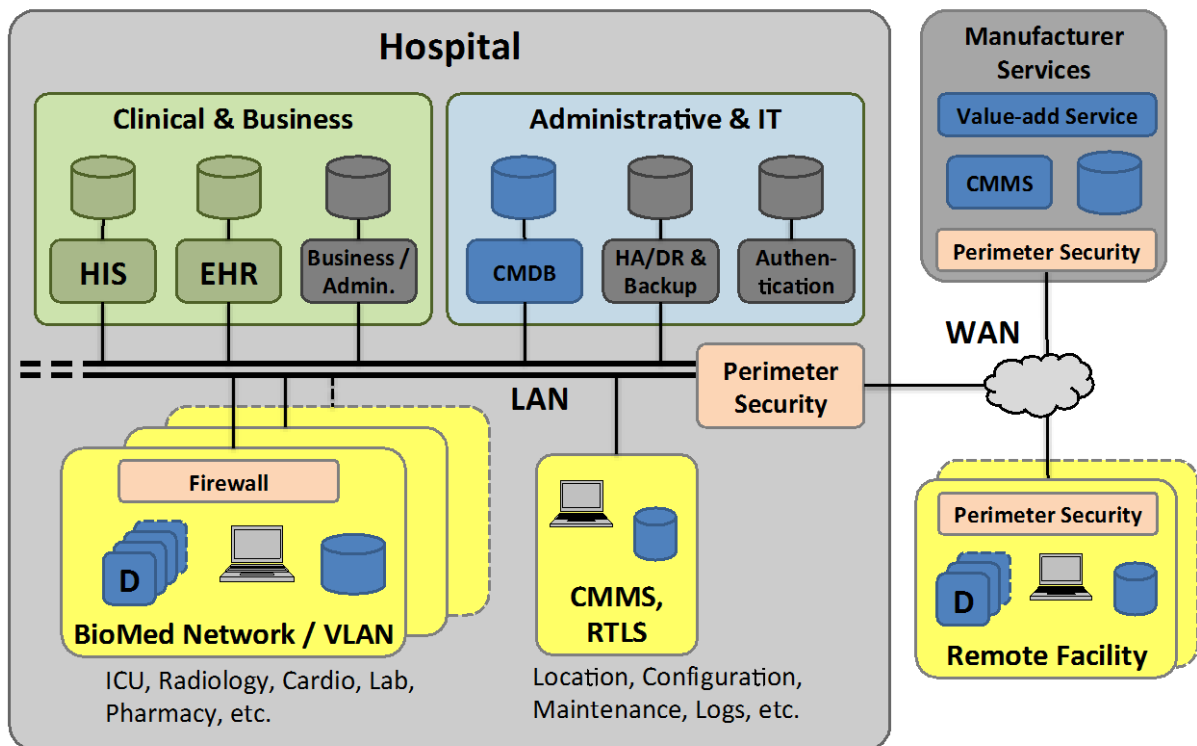 Hospital
Clinical & Business
HIS
EHR
Business /
Admin.
Administrative & IT
CMDB
HA/DR &
Backup
Authen-
tication
LAN
Perimeter
Security
Firewall
D
BioMed Network / VLAN
ICU, Radiology, Cardio, Lab,
Pharmacy, etc.
CMMS,
RTLS
Location, Configuration,
Maintenance, Logs, etc.
Manufacturer
Services
Value-add Service
CMMS
Perimeter Security
WAN
Perimeter Security
D
Remote Facility